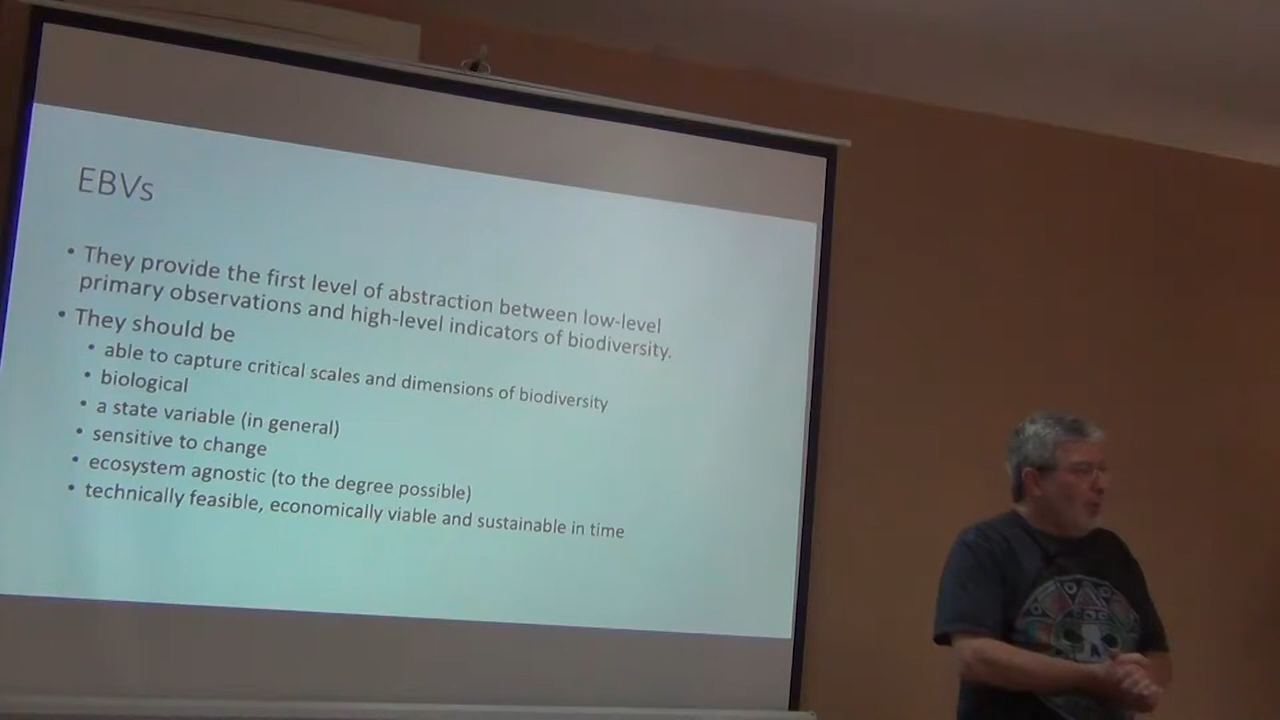 EBVs
• They provide the first level of abstraction between low-level
primary observations and high-level indicators of biodiversity.
• They should be
• able to capture critical scales and dimensions of biodiversity
• biological
• a state variable (in general)
• sensitive to change
• ecosystem agnostic (to the degree possible)
• technically feasible, economically viable and sustainable in time